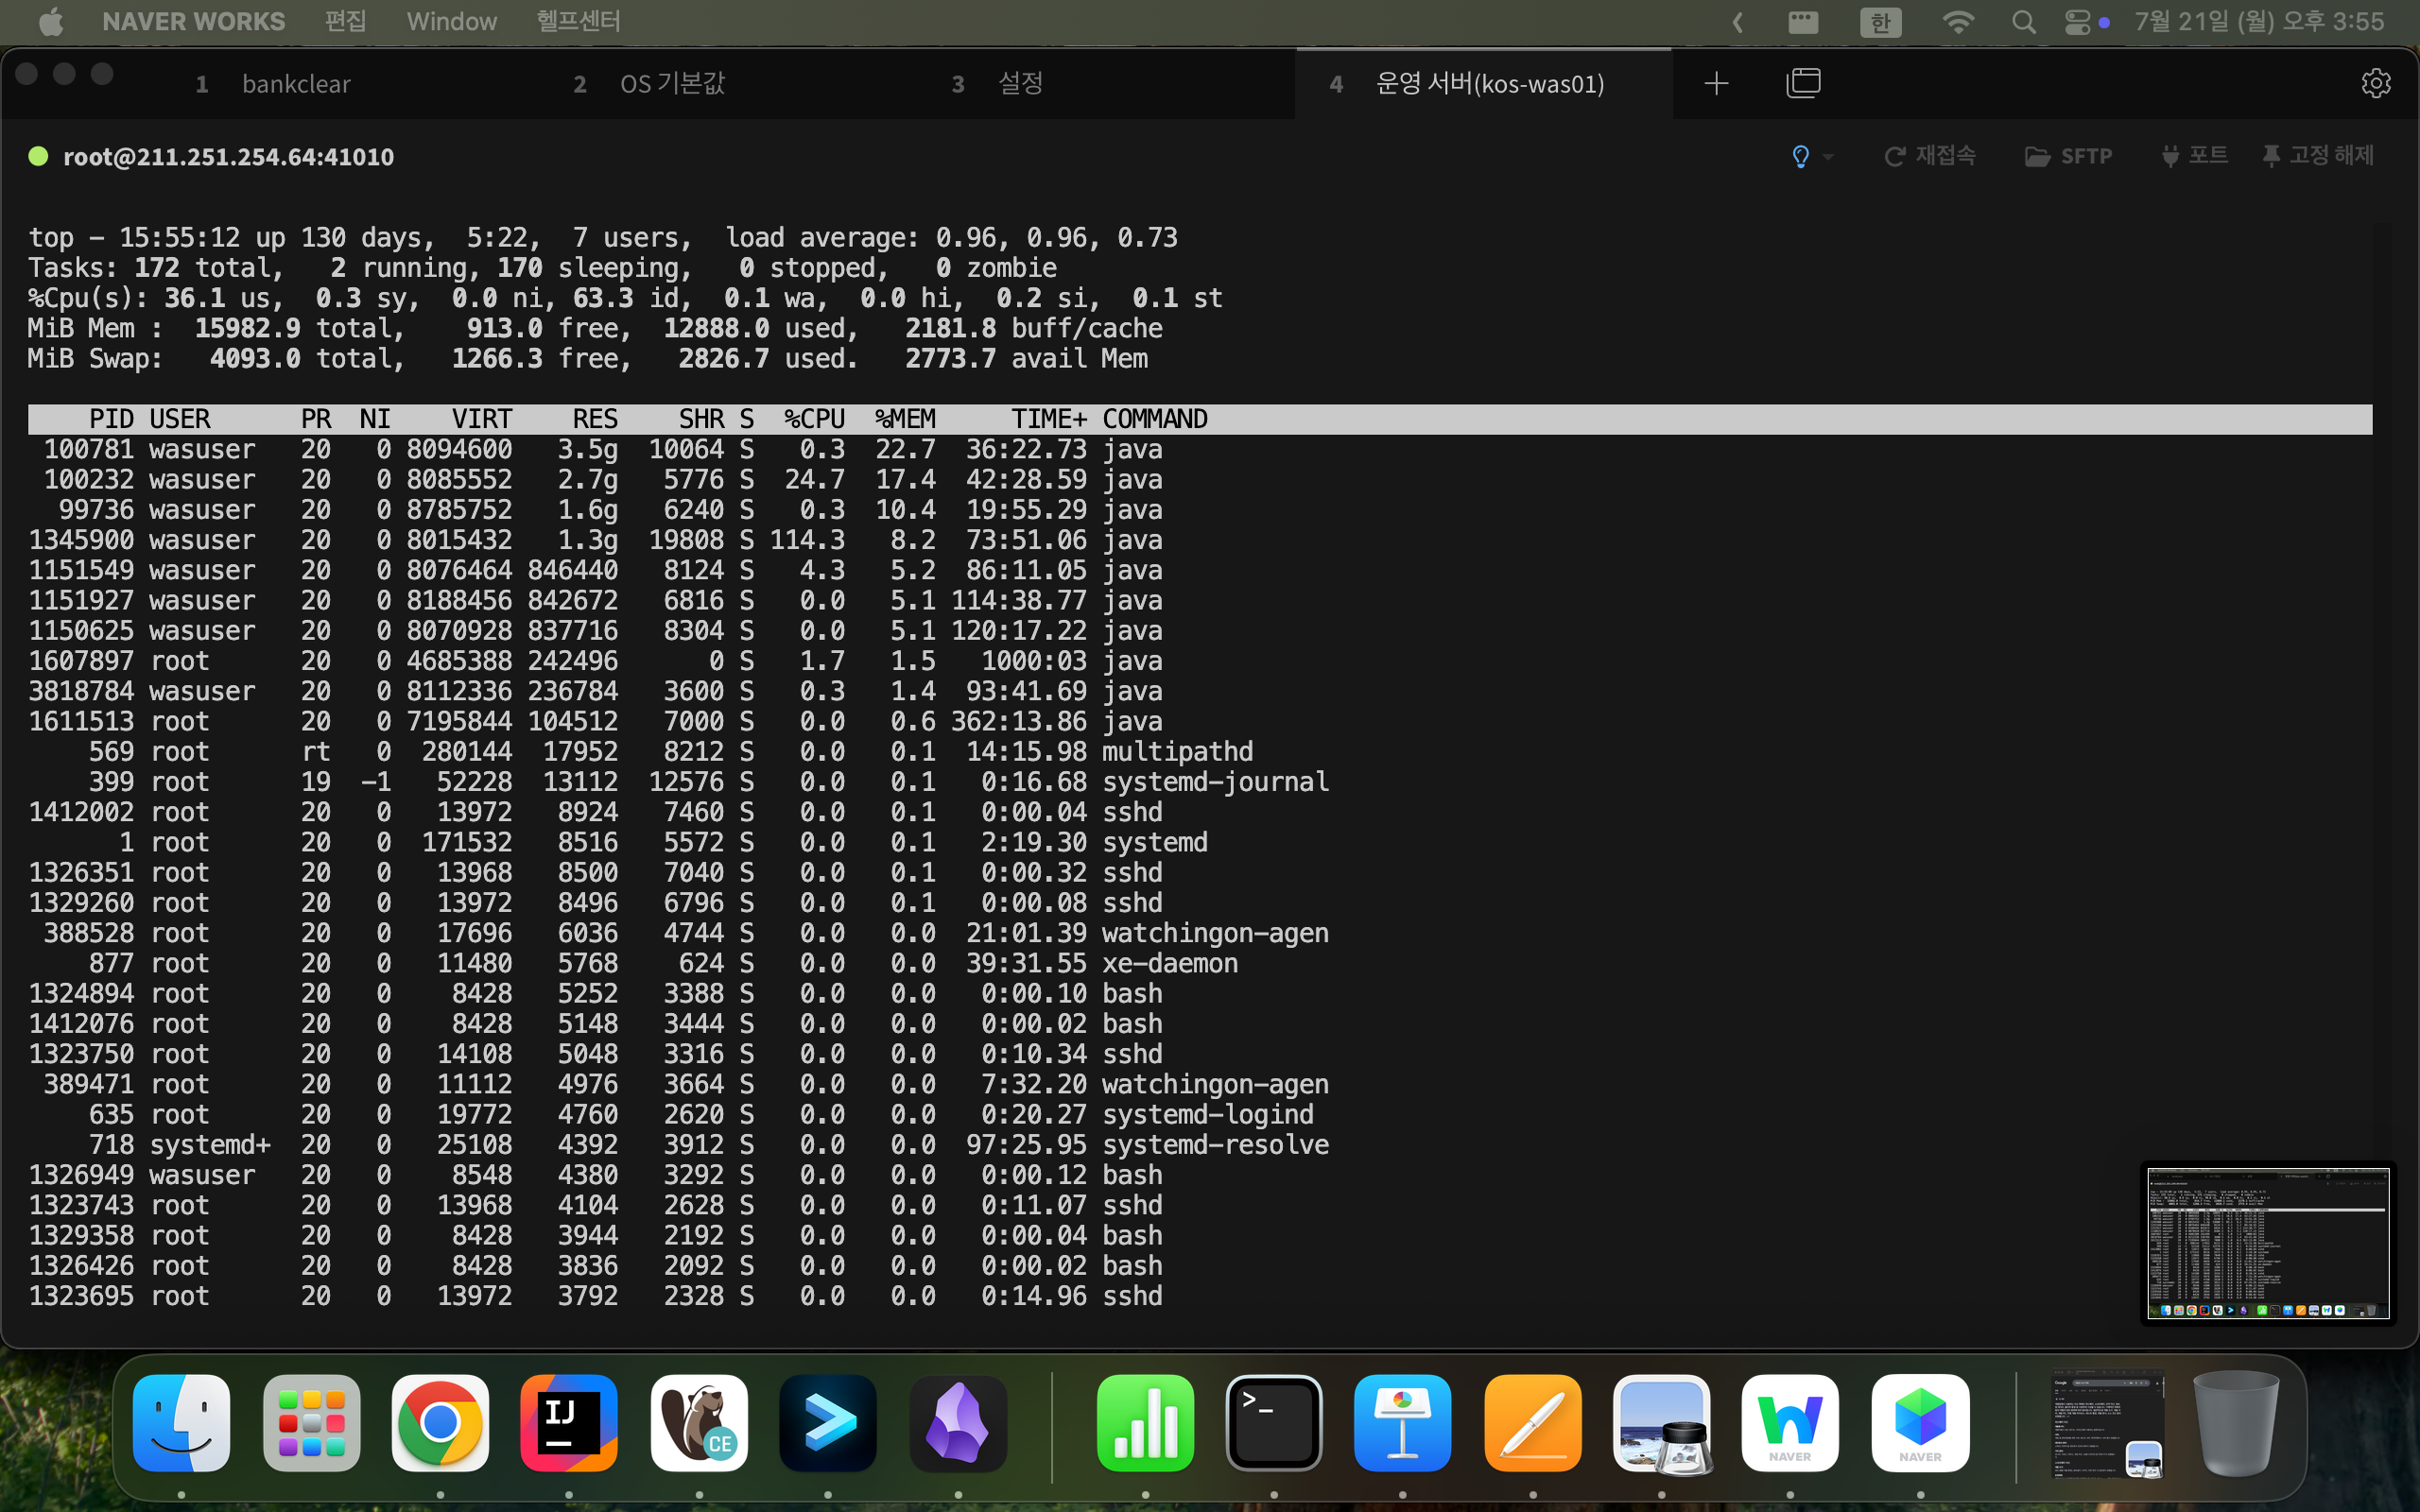 NAVER WORKS 편집 Window 헬프센터 한 7월 21일 (월) 오후 3:55
1 bankclear 2 OS 기본값 3 설정 4 운영 서버(kos-was01)
root@211.251.254.64:41010 재접속 SFTP 포트 고정 해제
top - 15:55:12 up 130 days, 5:22, 7 users, load average: 0.96, 0.96, 0.73
Tasks: 172 total, 2 running, 170 sleeping, 0 stopped, 0 zombie
%Cpu(s): 36.1 us, 0.3 sy, 0.0 ni, 63.3 id, 0.1 wa, 0.0 hi, 0.2 si, 0.1 st
MiB Mem : 15982.9 total, 913.0 free, 12888.0 used, 2181.8 buff/cache
MiB Swap: 4093.0 total, 1266.3 free, 2826.7 used. 2773.7 avail Mem
PID USER PR NI VIRT RES SHR S %CPU %MEM TIME+ COMMAND
100781 wasuser 20 0 8094600 3.5g 10064 S 0.3 22.7 36:22.73 java
100232 wasuser 20 0 8085552 2.7g 5776 S 24.7 17.4 42:28.59 java
99736 wasuser 20 0 8785752 1.6g 6240 S 0.3 10.4 19:55.29 java
1345900 wasuser 20 0 8015432 1.3g 19808 S 114.3 8.2 73:51.06 java
1151549 wasuser 20 0 8076464 846440 8124 S 4.3 5.2 86:11.05 java
1151927 wasuser 20 0 8188456 842672 6816 S 0.0 5.1 114:38.77 java
1150625 wasuser 20 0 8070928 837716 8304 S 0.0 5.1 120:17.22 java
1607897 root 20 0 4685388 242496 0 S 1.7 1.5 1000:03 java
3818784 wasuser 20 0 8112336 236784 3600 S 0.3 1.4 93:41.69 java
1611513 root 20 0 7195844 104512 7000 S 0.0 0.6 362:13.86 java
569 root rt 0 280144 17952 8212 S 0.0 0.1 14:15.98 multipathd
399 root 19 -1 52228 13112 12576 S 0.0 0.1 0:16.68 systemd-journal
1412002 root 20 0 13972 8924 7460 S 0.0 0.1 0:00.04 sshd
1 root 20 0 171532 8516 5572 S 0.0 0.1 2:19.30 systemd
1326351 root 20 0 13968 8500 7040 S 0.0 0.1 0:00.32 sshd
1329260 root 20 0 13972 8496 6796 S 0.0 0.1 0:00.08 sshd
388528 root 20 0 17696 6036 4744 S 0.0 0.0 21:01.39 watchingon-agen
877 root 20 0 11480 5768 624 S 0.0 0.0 39:31.55 xe-daemon
1324894 root 20 0 8428 5252 3388 S 0.0 0.0 0:00.10 bash
1412076 root 20 0 8428 5148 3444 S 0.0 0.0 0:00.02 bash
1323750 root 20 0 14108 5048 3316 S 0.0 0.0 0:10.34 sshd
389471 root 20 0 11112 4976 3664 S 0.0 0.0 7:32.20 watchingon-agen
635 root 20 0 19772 4760 2620 S 0.0 0.0 0:20.27 systemd-logind
718 systemd+ 20 0 25108 4392 3912 S 0.0 0.0 97:25.95 systemd-resolve
1326949 wasuser 20 0 8548 4380 3292 S 0.0 0.0 0:00.12 bash
1323743 root 20 0 13968 4104 2628 S 0.0 0.0 0:11.07 sshd
1329358 root 20 0 8428 3944 2192 S 0.0 0.0 0:00.04 bash
1326426 root 20 0 8428 3836 2092 S 0.0 0.0 0:00.02 bash
1323695 root 20 0 13972 3792 2328 S 0.0 0.0 0:14.96 sshd
IJ CE >_ NAVER NAVER